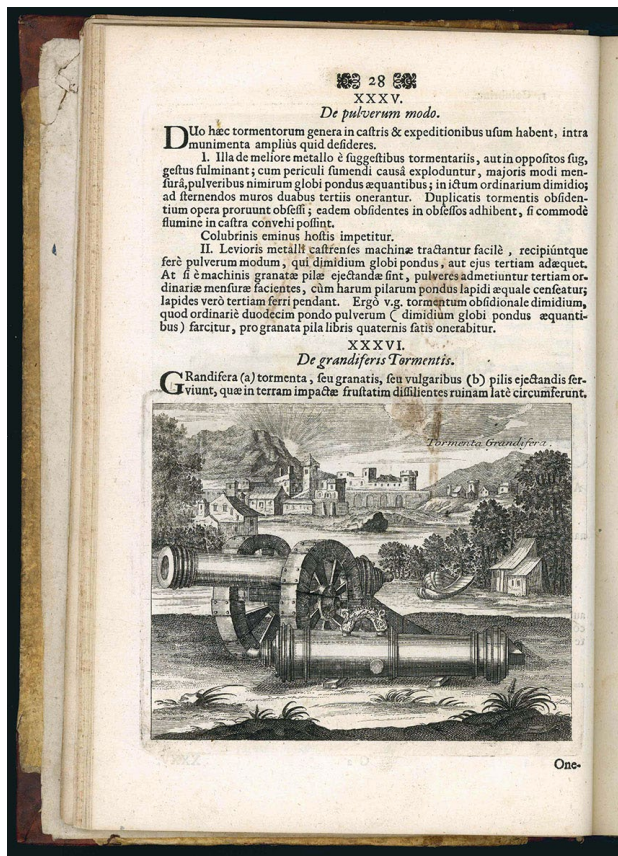 28
XXXV.
De pulverum modo.
DUo hæc tormentorum genera in caſtris & expeditionibus uſum habent, intra
munimenta ampliùs quid deſideres.
I. Illa de meliore metallo è ſuggeſtibus tormentariis, aut in oppoſitos ſug,
geſtus fulminant; cum periculi ſumendi causâ exploduntur, majoris modi men-
ſurâ, pulveribus nimirum globi pondus æquantibus; in ictum ordinarium dimidio;
ad ſternendos muros duabus tertiis onerantur. Duplicatis tormentis obſiden-
tium opera proruunt obſeſſi; eadem obſidentes in obſeſſos adhibent, ſi commodè
flumine in caſtra convehi poſſint.
Colubrinis eminus hoſtis impetitur.
II. Levioris metalli caſtrenſes machinæ tractantur facilè, recipiúntque
ferè pulverum modum, qui dimidium globi pondus, aut ejus tertiam adæquet.
At ſi è machinis granatæ pilæ ejectandæ ſint, pulveres admetiuntur tertiam or-
dinariæ menſuræ facientes, cùm harum pilarum pondus lapidi æquale cenſeatur;
lapides verò tertiam ferri pendant. Ergò v.g. tormentum obſidionale dimidium,
quod ordinariè duodecim pondo pulverum ( dimidium globi pondus æquanti-
bus) farcitur, pro granata pila libris quaternis ſatis onerabitur.
XXXVI.
De grandiferis Tormentis.
GRandifera (a) tormenta, ſeu granatis, ſeu vulgaribus (b) pilis ejectandis ſer-
viunt, quæ in terram impactæ fruſtatim diſſilientes ruinam latè circumferunt.
Tormenta Grandifera.
One-